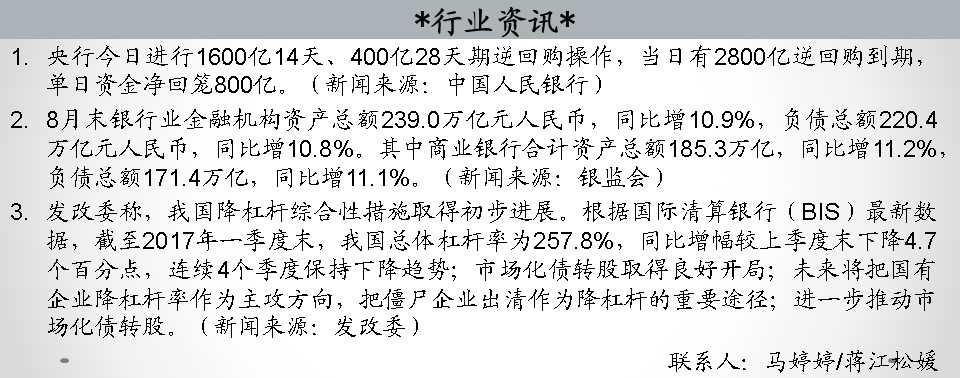 *行业资讯*
1. 央行今日进行1600亿14天、400亿28天期逆回购操作，当日有2800亿逆回购到期，
单日资金净回笼800亿。（新闻来源：中国人民银行）
2. 8月末银行业金融机构资产总额239.0万亿元人民币，同比增10.9%，负债总额220.4
万亿元人民币，同比增10.8%。其中商业银行合计资产总额185.3万亿，同比增11.2%，
负债总额171.4万亿，同比增11.1%。（新闻来源：银监会）
3. 发改委称，我国降杠杆综合性措施取得初步进展。根据国际清算银行（BIS）最新数
据，截至2017年一季度末，我国总体杠杆率为257.8%，同比增幅较上季度末下降4.7
个百分点，连续4个季度保持下降趋势；市场化债转股取得良好开局；未来将把国有
企业降杠杆率作为主攻方向，把僵尸企业出清作为降杠杆的重要途径；进一步推动市
场化债转股。（新闻来源：发改委）
联系人：马婷婷/蒋江松媛